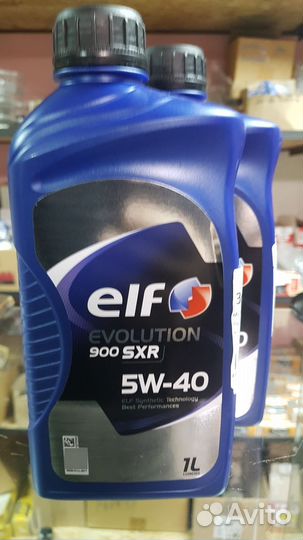 elf
EVOLUTION
900 SXR
5W-40
ELF Synthetic Technology
Best Performances
1L
Avito